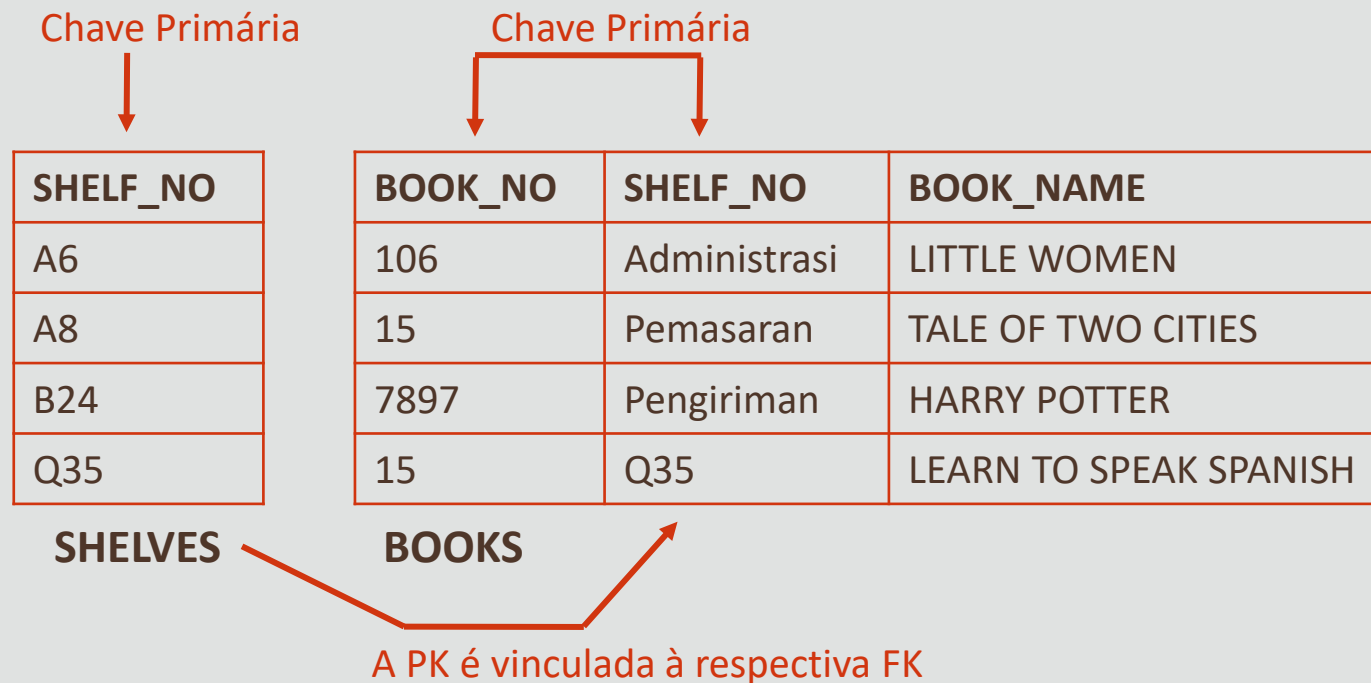 Chave Primária
Chave Primária
SHELF_NO
A6
A8
B24
Q35
SHELVES
BOOK_NO SHELF_NO BOOK_NAME
106 Administrasi LITTLE WOMEN
15 Pemasaran TALE OF TWO CITIES
7897 Pengiriman HARRY POTTER
15 Q35 LEARN TO SPEAK SPANISH
BOOKS
A PK é vinculada à respectiva FK